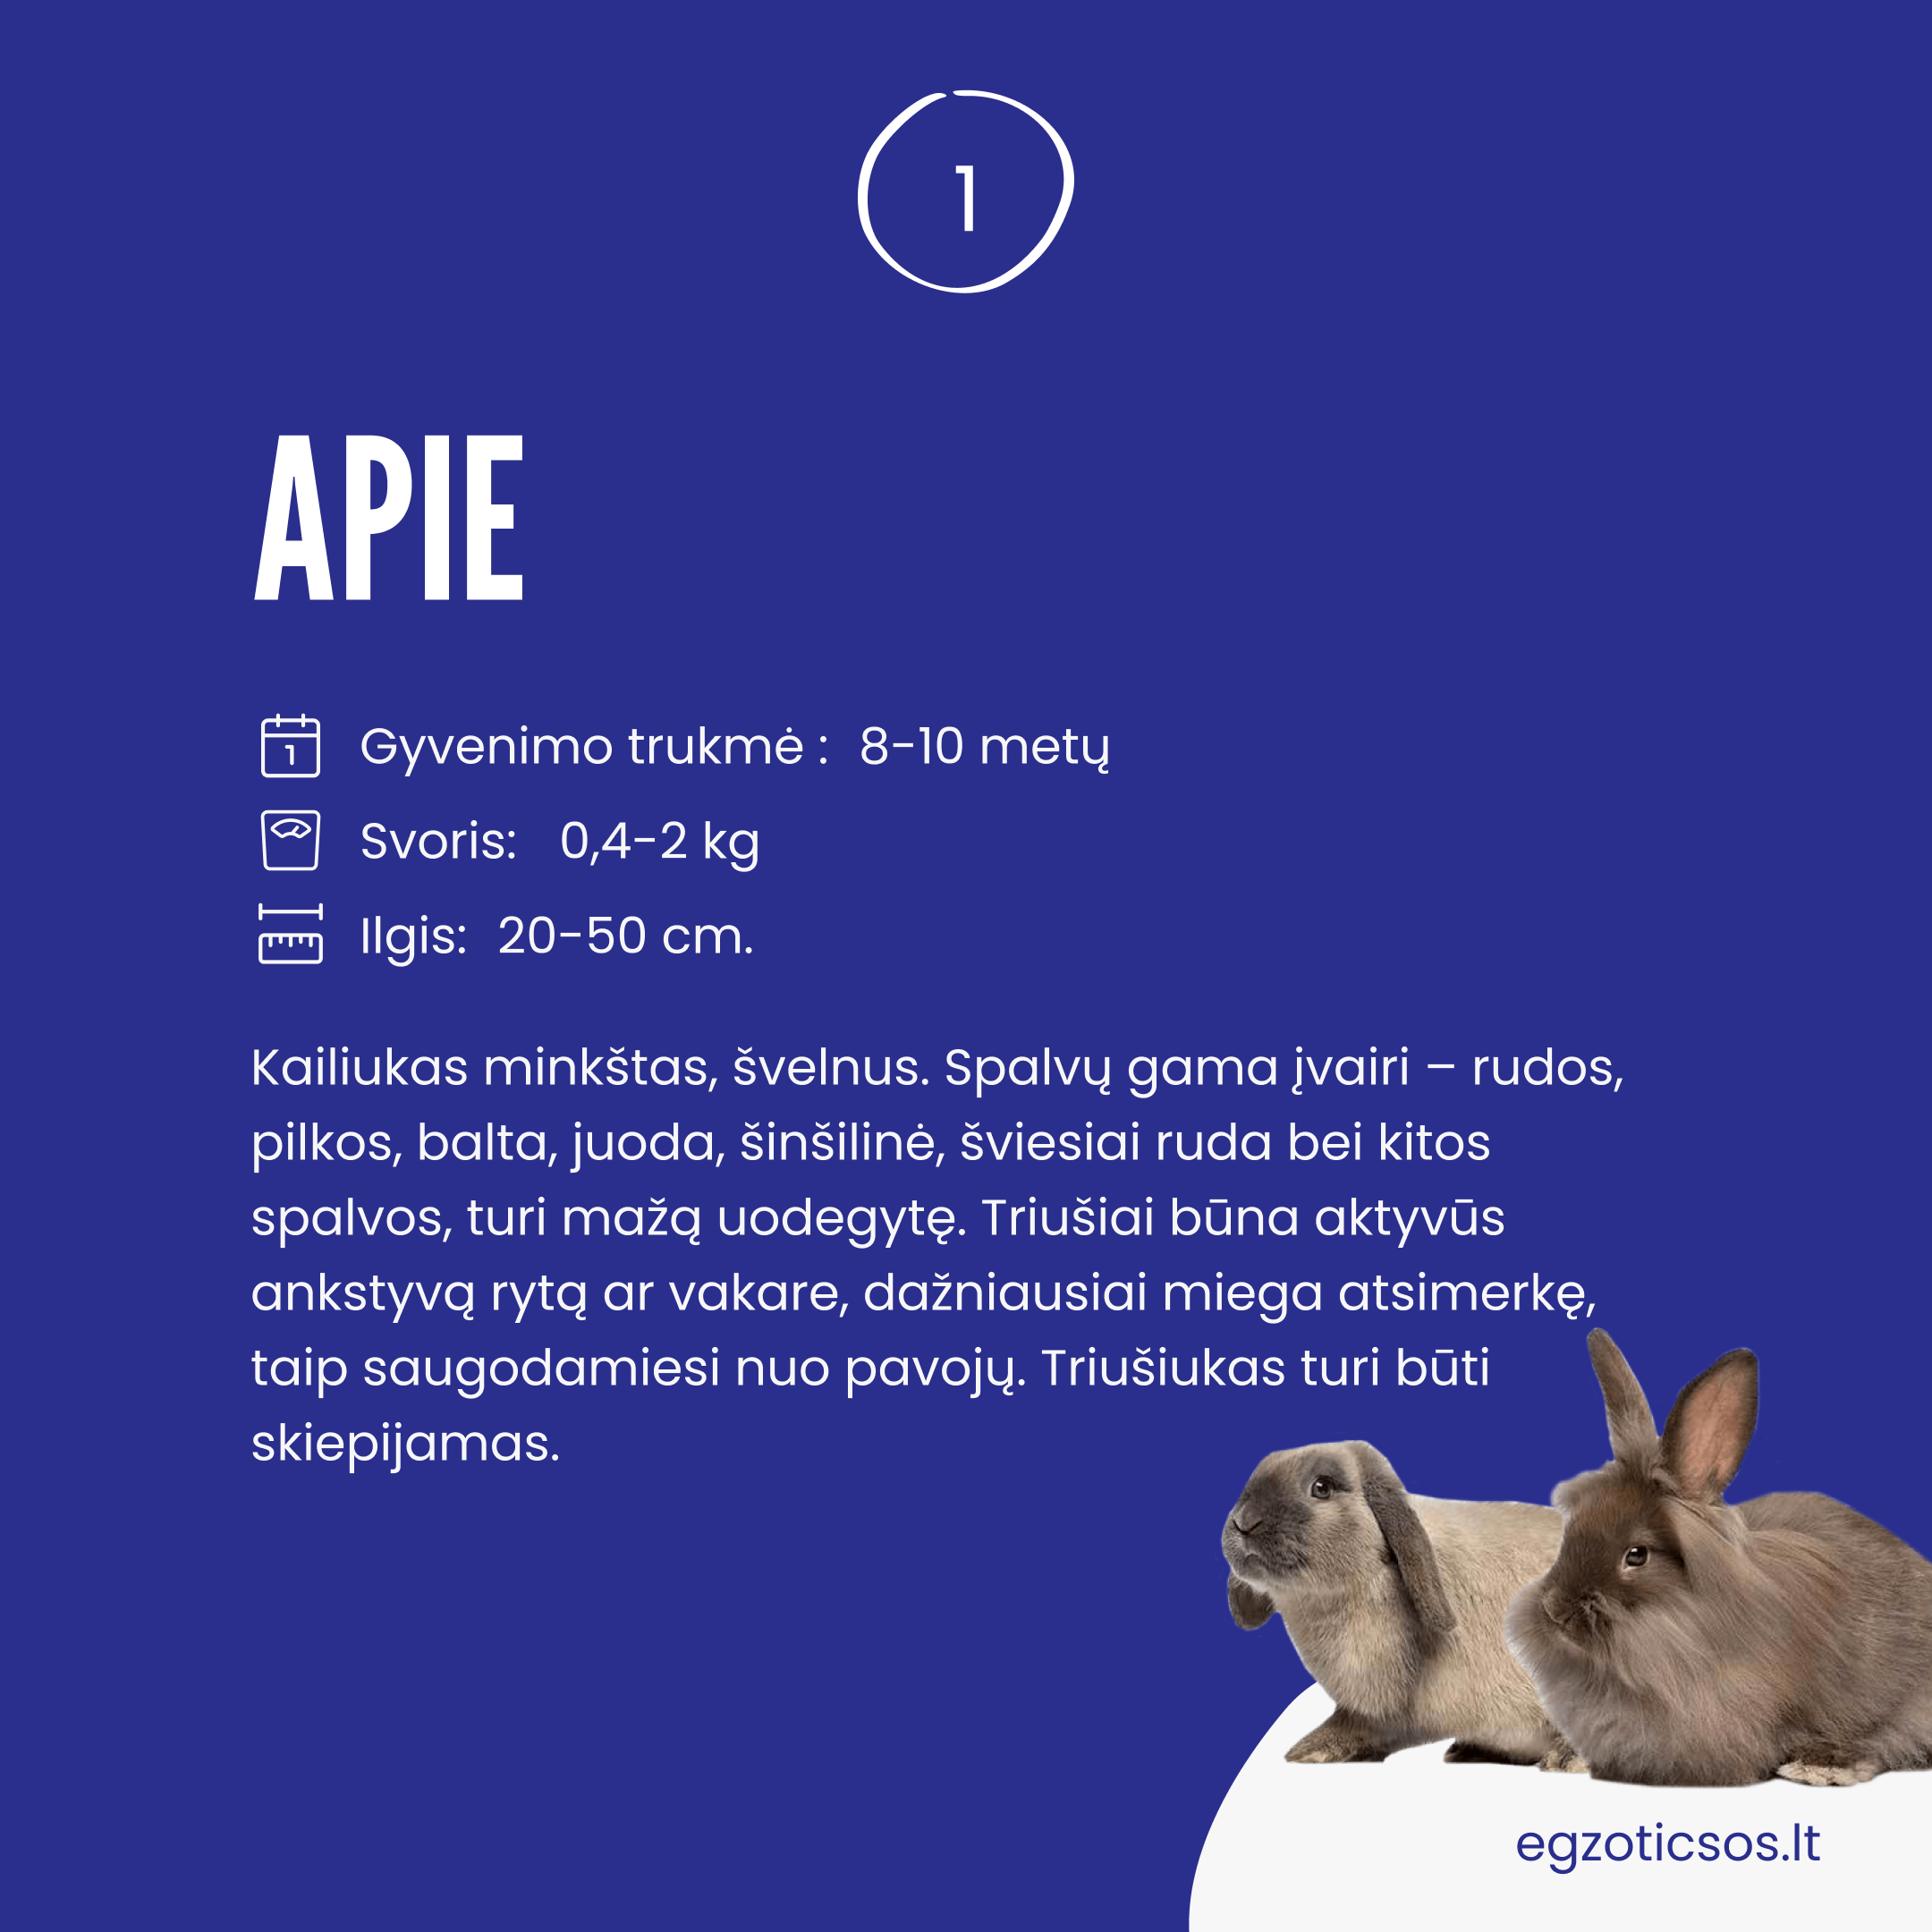 1
APIE
Gyvenimo trukmė : 8-10 metų
Svoris: 0,4-2 kg
Ilgis: 20-50 cm.
Kailiukas minkštas, švelnus. Spalvų gama įvairi – rudos,
pilkos, balta, juoda, šinšilinė, šviesiai ruda bei kitos
spalvos, turi mažą uodegytę. Triušiai būna aktyvūs
ankstyvą rytą ar vakare, dažniausiai miega atsimerkę,
taip saugodamiesi nuo pavojų. Triušiukas turi būti
skiepijamas.
egzoticsos.lt